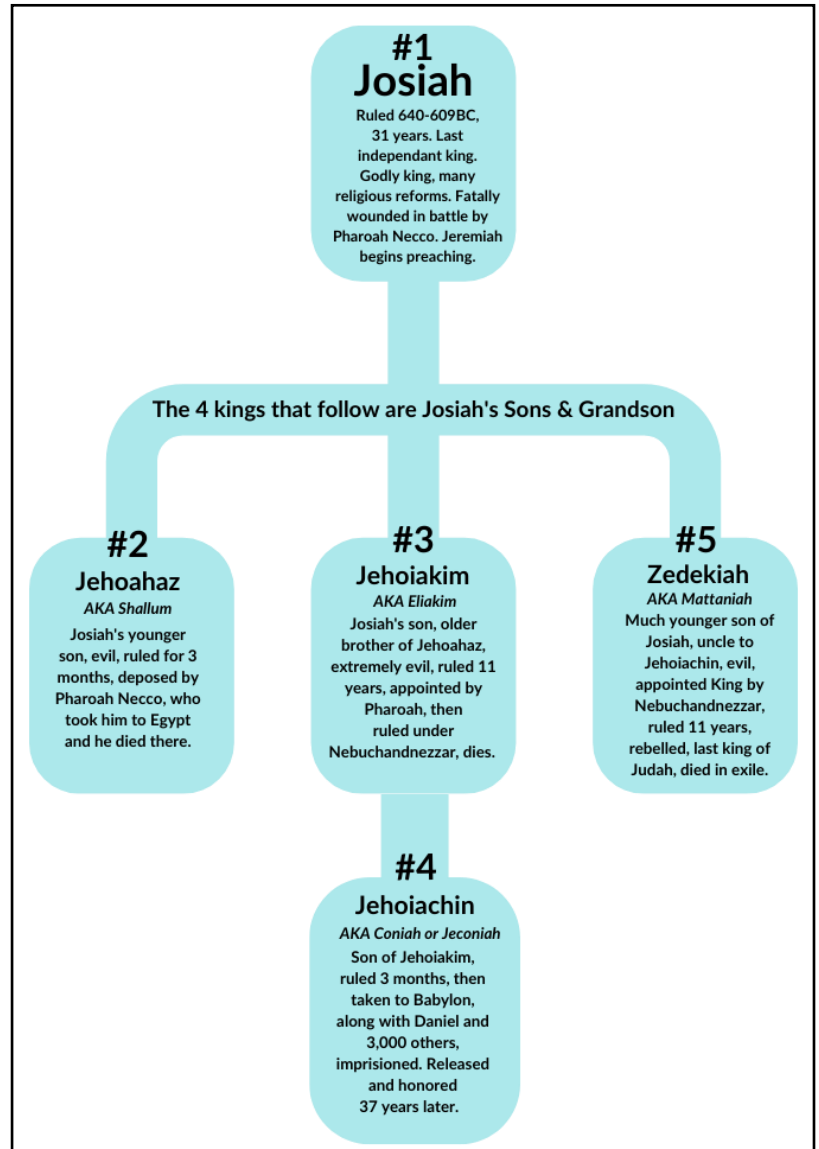 #1
Josiah
Ruled 640-609BC,
31 years. Last
independant king.
Godly king, many
religious reforms. Fatally
wounded in battle by
Pharoah Necco. Jeremiah
begins preaching.
The 4 kings that follow are Josiah's Sons & Grandson
#2
Jehoahaz
AKA Shallum
Josiah's younger
son, evil, ruled for 3
months, deposed by
Pharoah Necco, who
took him to Egypt
and he died there.
#3
Jehoiakim
AKA Eliakim
Josiah's son, older
brother of Jehoahaz,
extremely evil, ruled 11
years, appointed by
Pharoah, then
ruled under
Nebuchandnezzar, dies.
#5
Zedekiah
AKA Mattaniah
Much younger son of
Josiah, uncle to
Jehoiachin, evil,
appointed King by
Nebuchandnezzar,
ruled 11 years,
rebelled, last king of
Judah, died in exile.
#4
Jehoiachin
AKA Coniah or Jeconiah
Son of Jehoiakim,
ruled 3 months, then
taken to Babylon,
along with Daniel and
3,000 others,
imprisioned. Released
and honored
37 years later.